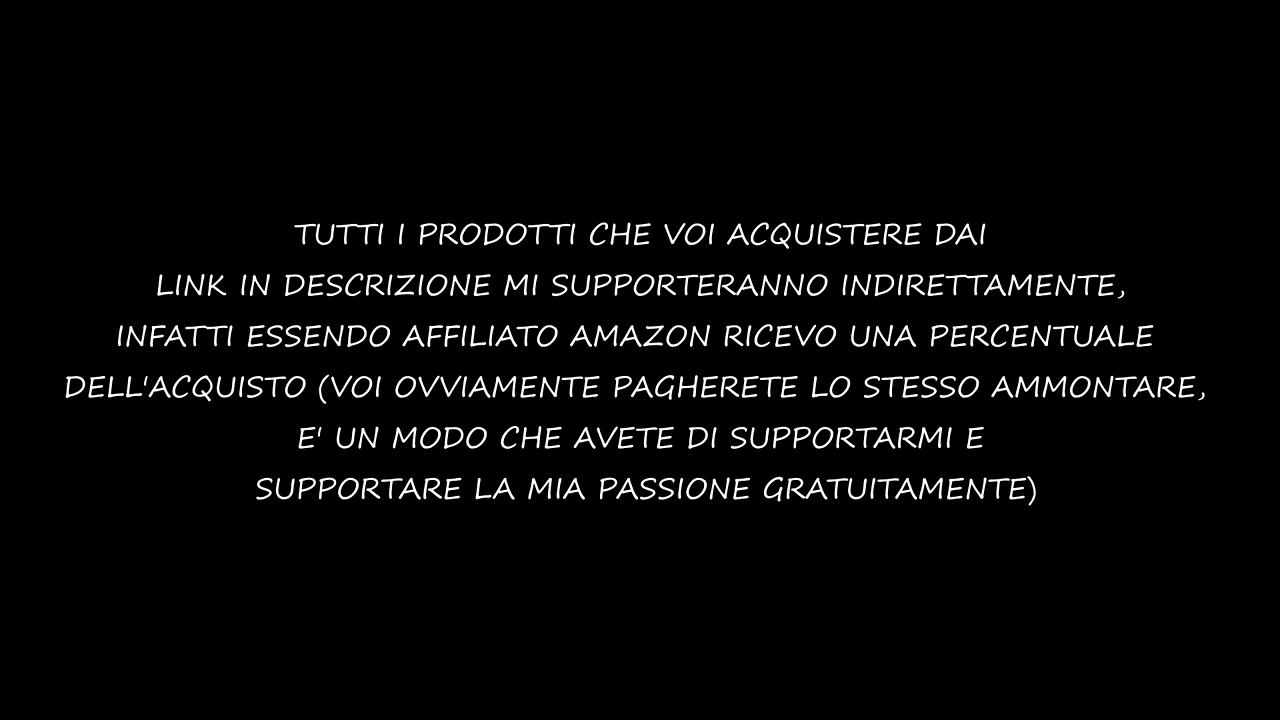 TUTTI I PRODOTTI CHE VOI ACQUISTERE DAI
LINK IN DESCRIZIONE MI SUPPORTERANNO INDIRETTAMENTE,
INFATTI ESSENDO AFFILIATO AMAZON RICEVO UNA PERCENTUALE
DELL'ACQUISTO (VOI OVVIAMENTE PAGHERETE LO STESSO AMMONTARE,
E' UN MODO CHE AVETE DI SUPPORTARMI E
SUPPORTARE LA MIA PASSIONE GRATUITAMENTE)